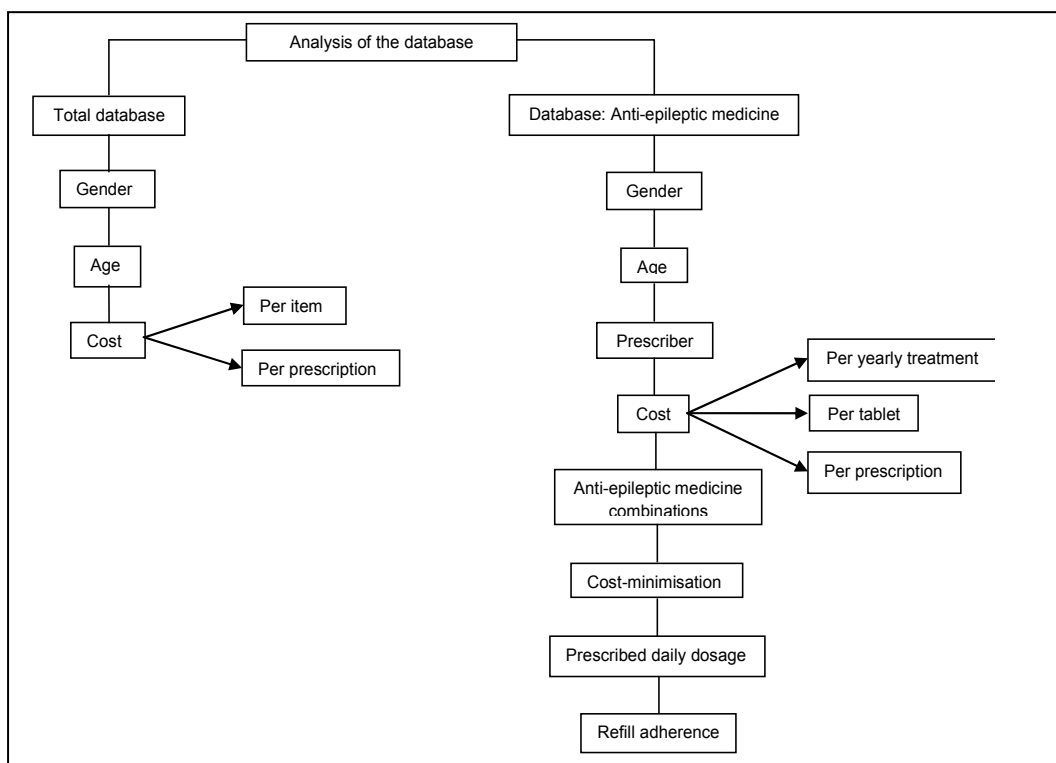 Analysis of the database
Total database
Gender
Age
Cost
Per item
Per prescription
Database: Anti-epileptic medicine
Gender
Age
Prescriber
Cost
Per yearly treatment
Per tablet
Per prescription
Anti-epileptic medicine
combinations
Cost-minimisation
Prescribed daily dosage
Refill adherence